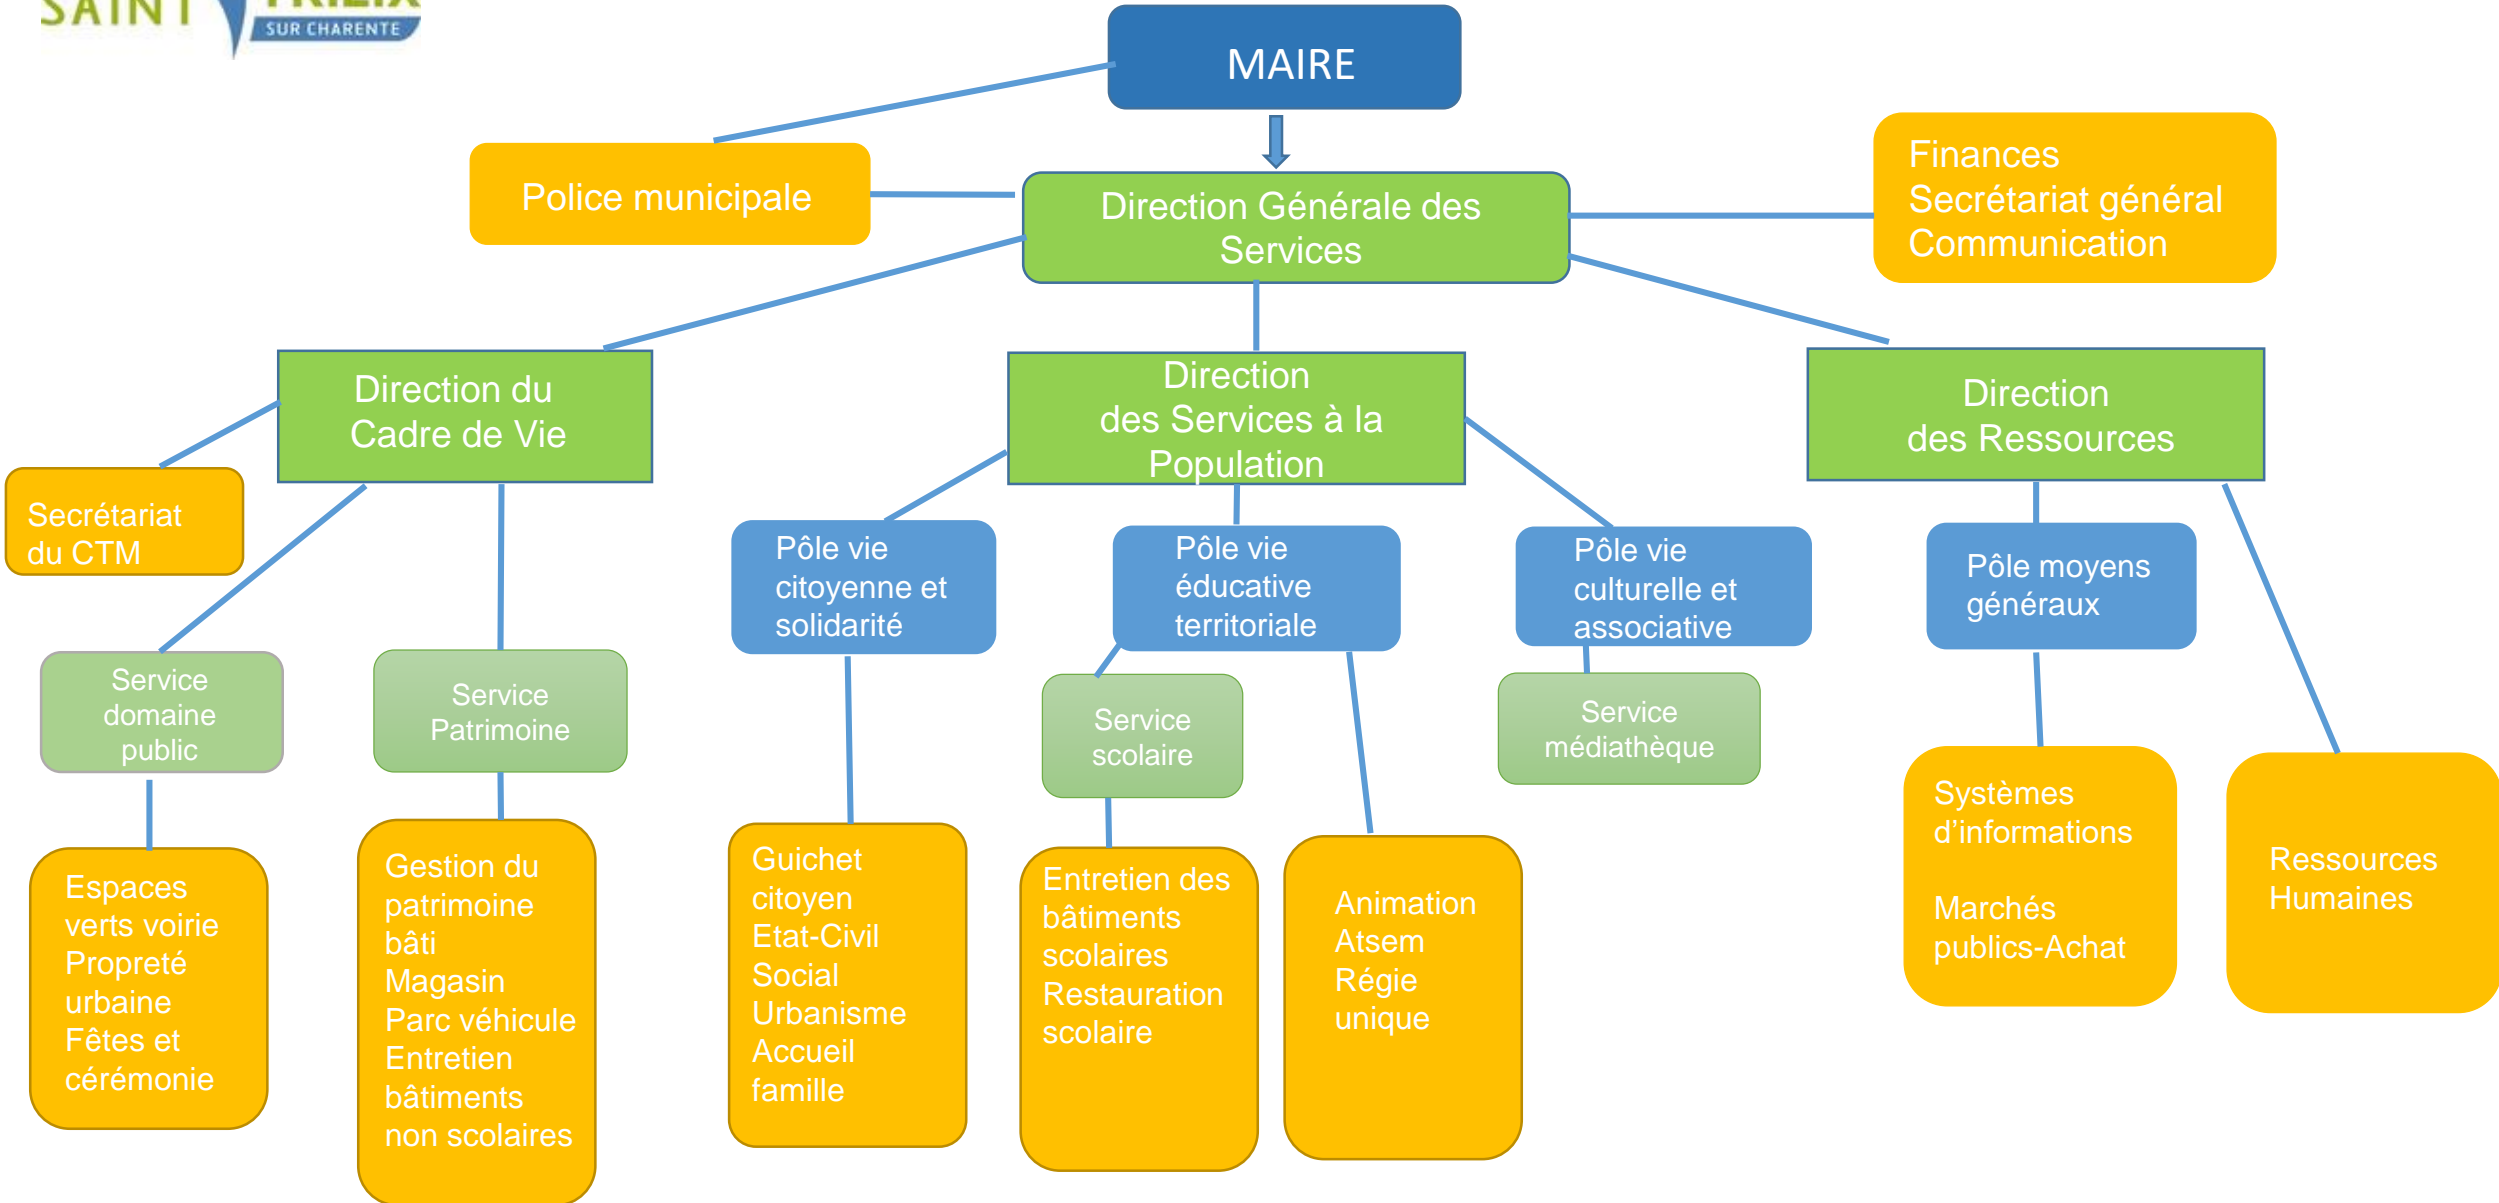 SAINT
YRIEIX
SUR CHARENTE
MAIRE
Police municipale
Direction Générale des
Services
Finances
Secrétariat général
Communication
Direction du
Cadre de Vie
Direction
des Services à la
Population
Direction
des Ressources
Secrétariat
du CTM
Pôle vie
citoyenne et
solidarité
Pôle vie
éducative
territoriale
Pôle vie
culturelle et
associative
Pôle moyens
généraux
Service
domaine
public
Service
Patrimoine
Service
scolaire
Service
médiathèque
Espaces
verts voirie
Propreté
urbaine
Fêtes et
cérémonie
Gestion du
patrimoine
bâti
Magasin
Parc véhicule
Entretien
bâtiments
non scolaires
Guichet
citoyen
Etat-Civil
Social
Urbanisme
Accueil
famille
Entretien des
bâtiments
scolaires
Restauration
scolaire
Animation
Atsem
Régie
unique
Systèmes
d’informations
Marchés
publics-Achat
Ressources
Humaines